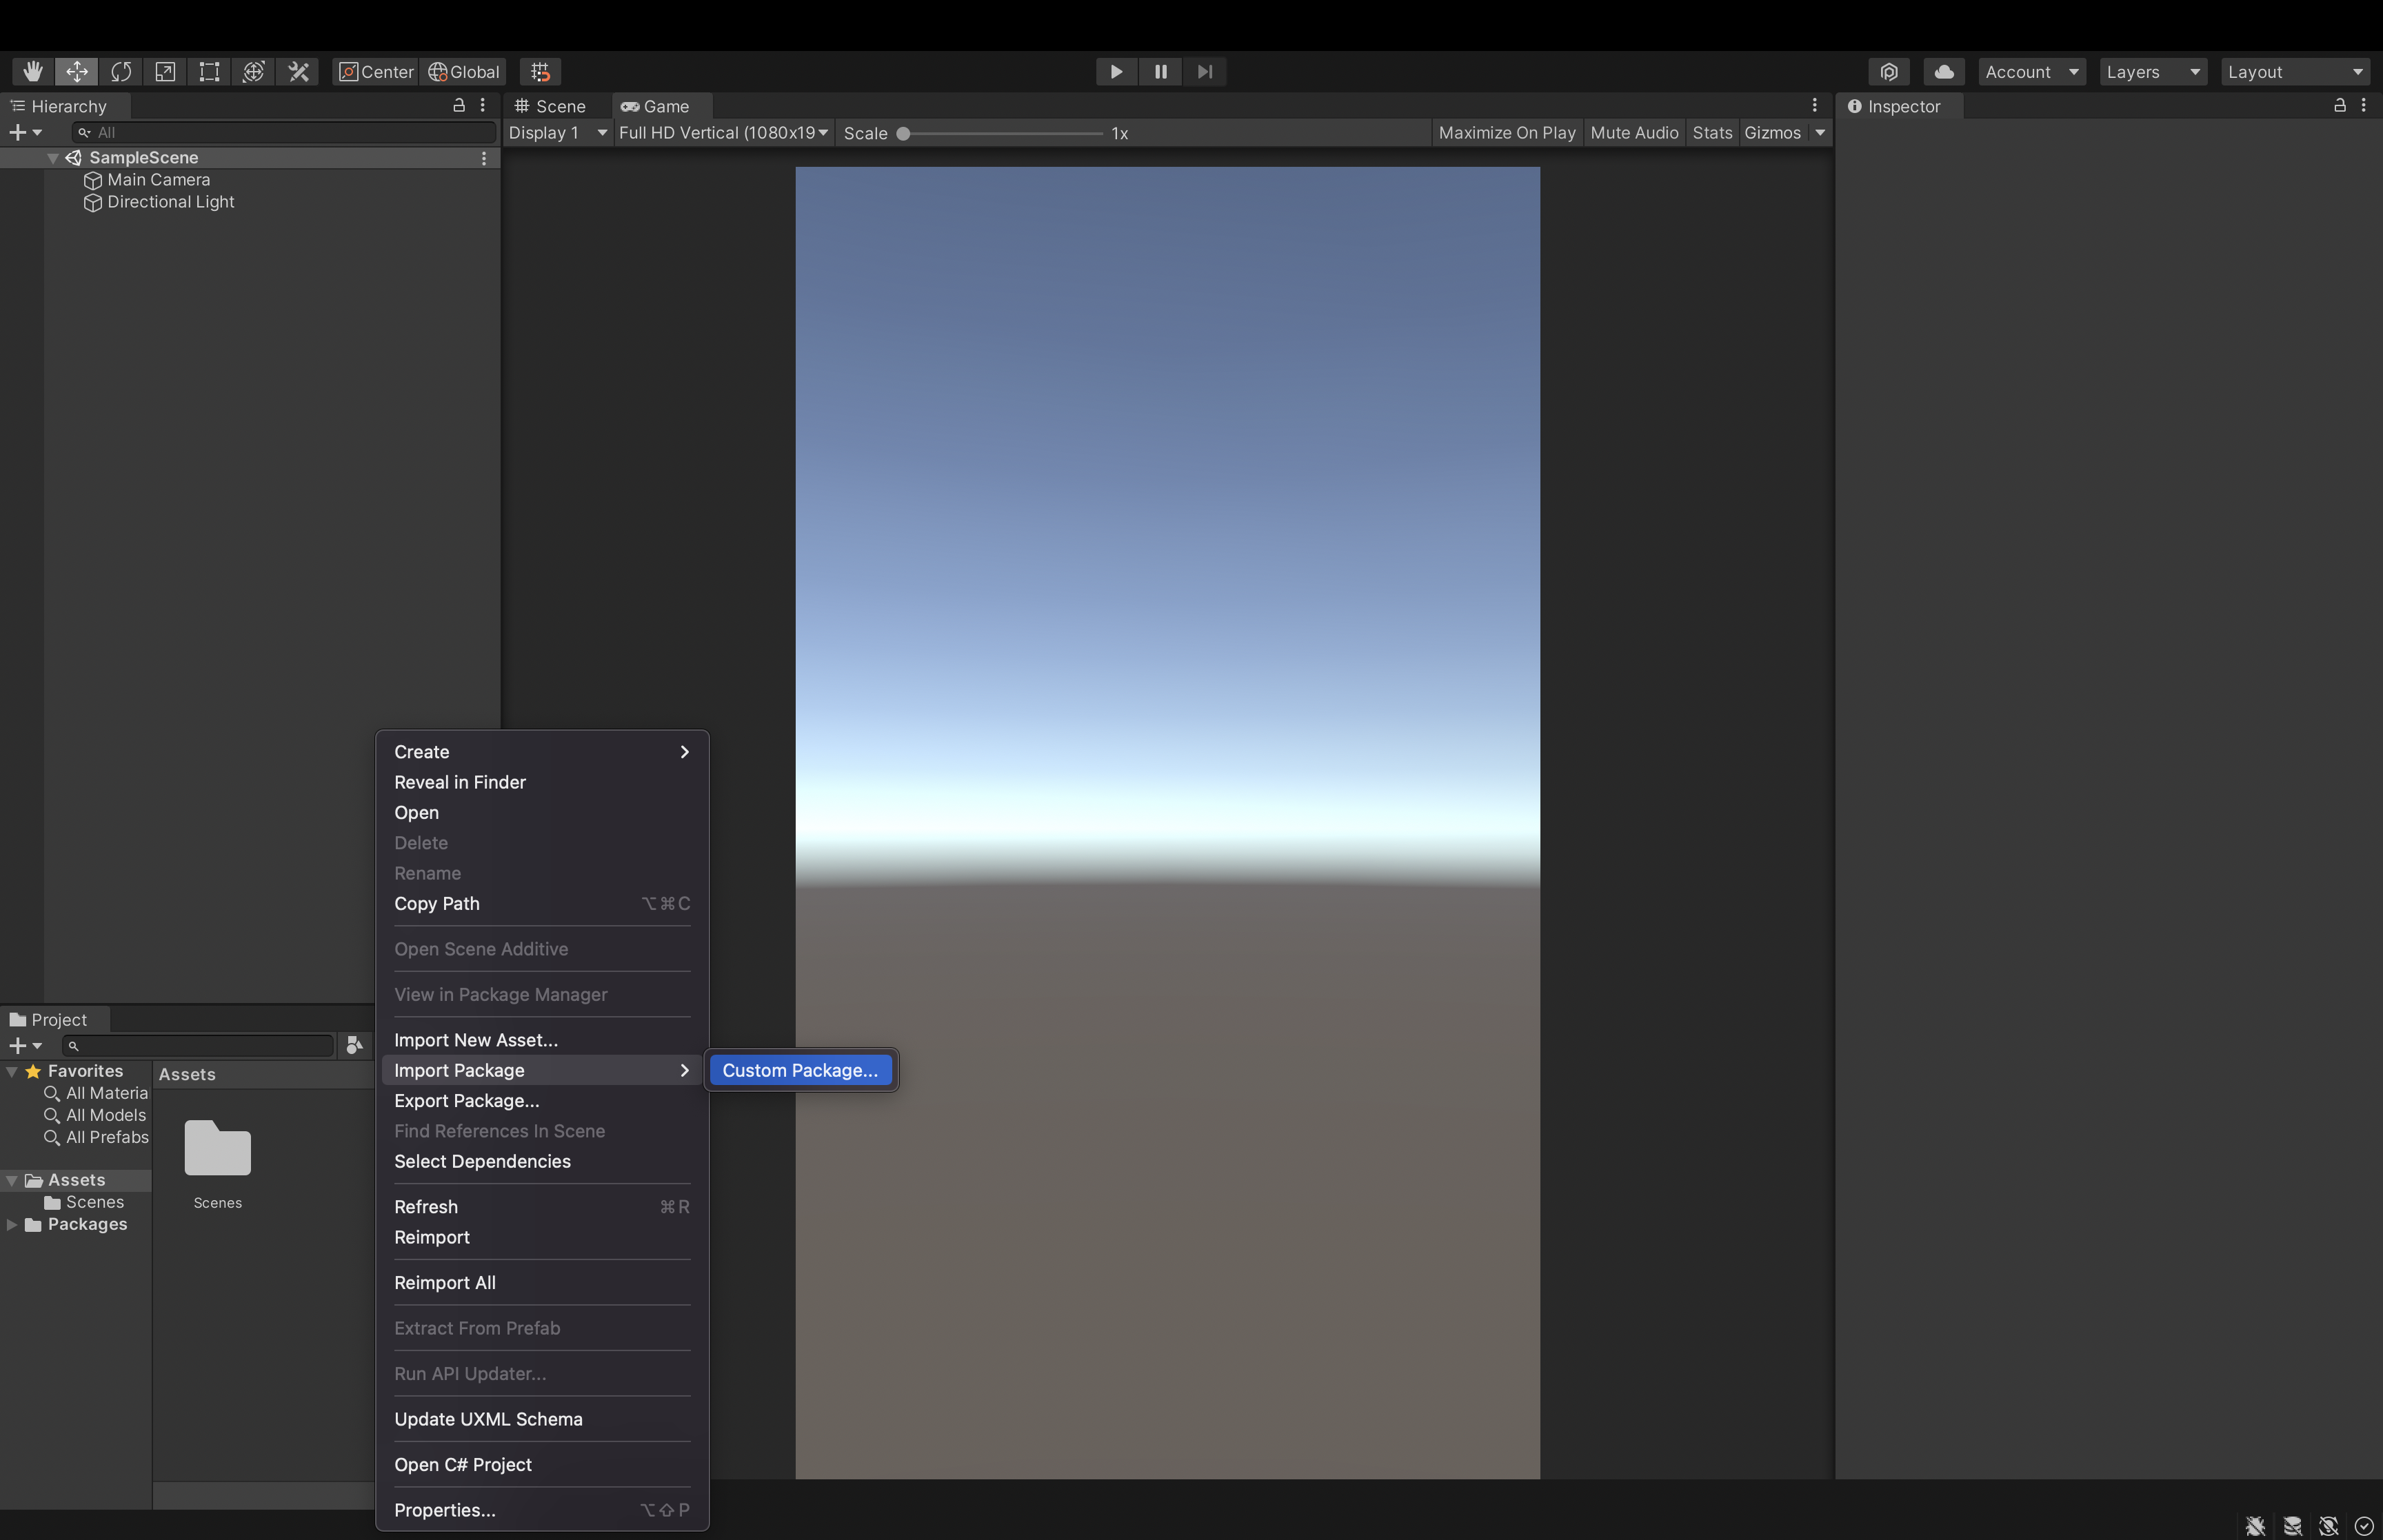 Center Global
Account Layers Layout
Hierarchy
All
SampleScene
Main Camera
Directional Light
Scene Game
Display 1 Full HD Vertical (1080x19 Scale 1x Maximize On Play Mute Audio Stats Gizmos
Inspector
Create
Reveal in Finder
Open
Delete
Rename
Copy Path ⌥⌘C
Open Scene Additive
View in Package Manager
Import New Asset...
Import Package
Custom Package...
Export Package...
Find References In Scene
Select Dependencies
Refresh ⌘R
Reimport
Reimport All
Extract From Prefab
Run API Updater...
Update UXML Schema
Open C# Project
Properties... ⌥⇧P
Project
Favorites
All Materia
All Models
All Prefabs
Assets
Scenes
Packages
Assets
Scenes